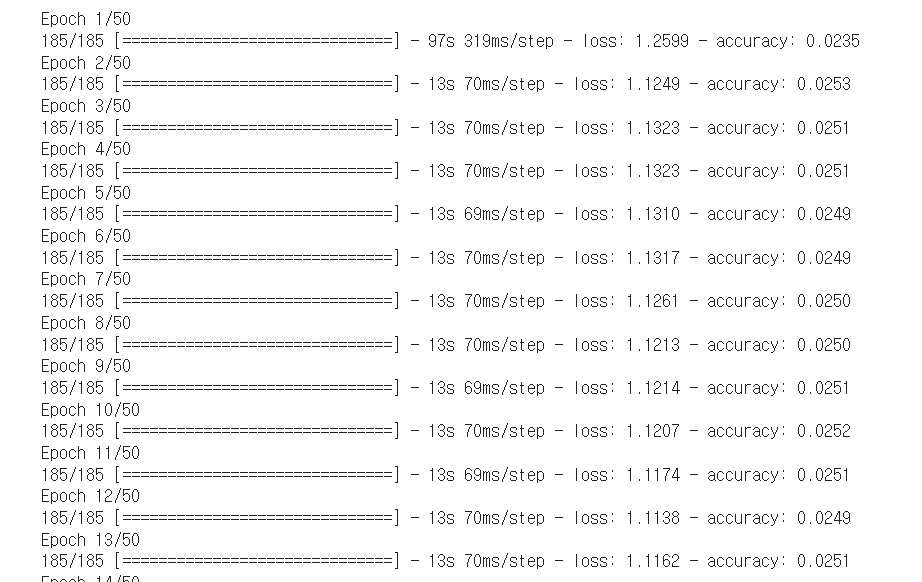 Epoch 1/50
185/185 [==============================] - 97s 319ms/step - loss: 1.2599 - accuracy: 0.0235
Epoch 2/50
185/185 [==============================] - 13s 70ms/step - loss: 1.1249 - accuracy: 0.0253
Epoch 3/50
185/185 [==============================] - 13s 70ms/step - loss: 1.1323 - accuracy: 0.0251
Epoch 4/50
185/185 [==============================] - 13s 70ms/step - loss: 1.1323 - accuracy: 0.0251
Epoch 5/50
185/185 [==============================] - 13s 69ms/step - loss: 1.1310 - accuracy: 0.0249
Epoch 6/50
185/185 [==============================] - 13s 70ms/step - loss: 1.1317 - accuracy: 0.0249
Epoch 7/50
185/185 [==============================] - 13s 70ms/step - loss: 1.1261 - accuracy: 0.0250
Epoch 8/50
185/185 [==============================] - 13s 70ms/step - loss: 1.1213 - accuracy: 0.0250
Epoch 9/50
185/185 [==============================] - 13s 69ms/step - loss: 1.1214 - accuracy: 0.0251
Epoch 10/50
185/185 [==============================] - 13s 70ms/step - loss: 1.1207 - accuracy: 0.0252
Epoch 11/50
185/185 [==============================] - 13s 69ms/step - loss: 1.1174 - accuracy: 0.0251
Epoch 12/50
185/185 [==============================] - 13s 70ms/step - loss: 1.1138 - accuracy: 0.0249
Epoch 13/50
185/185 [==============================] - 13s 70ms/step - loss: 1.1162 - accuracy: 0.0251
Epoch 14/50